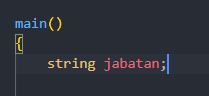 main()
{
string jabatan;